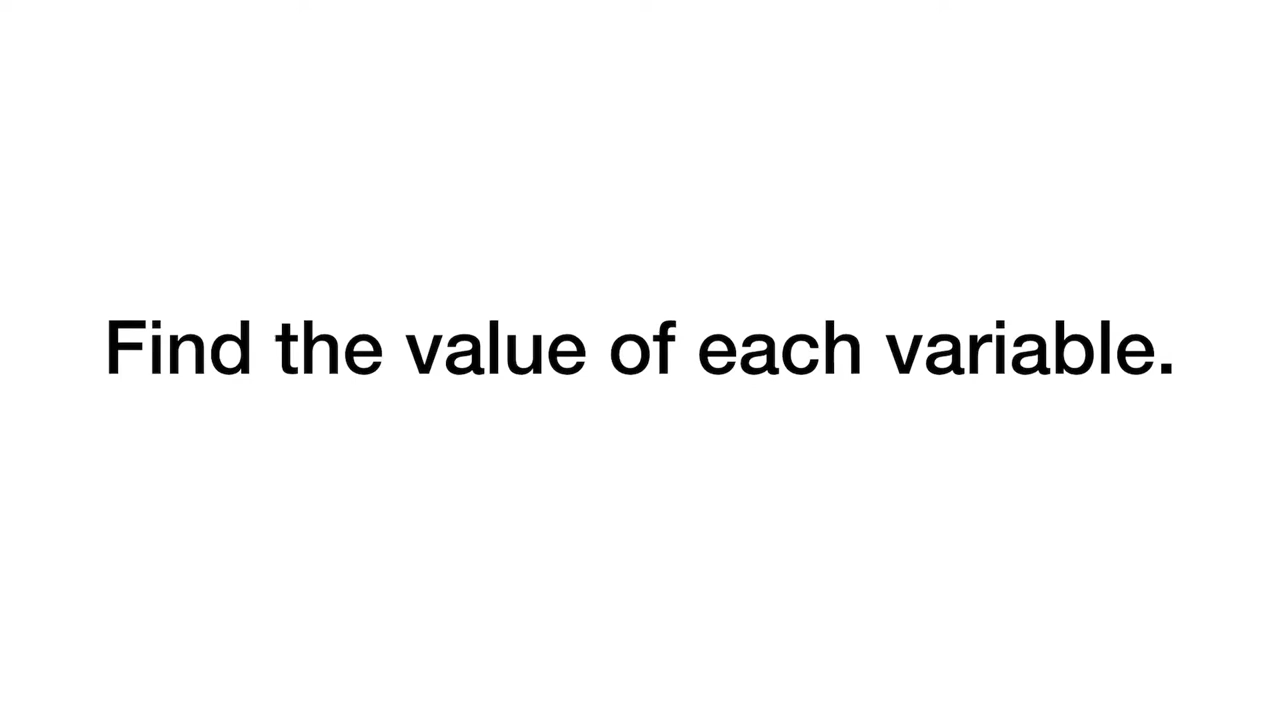 Find the value of each variable.